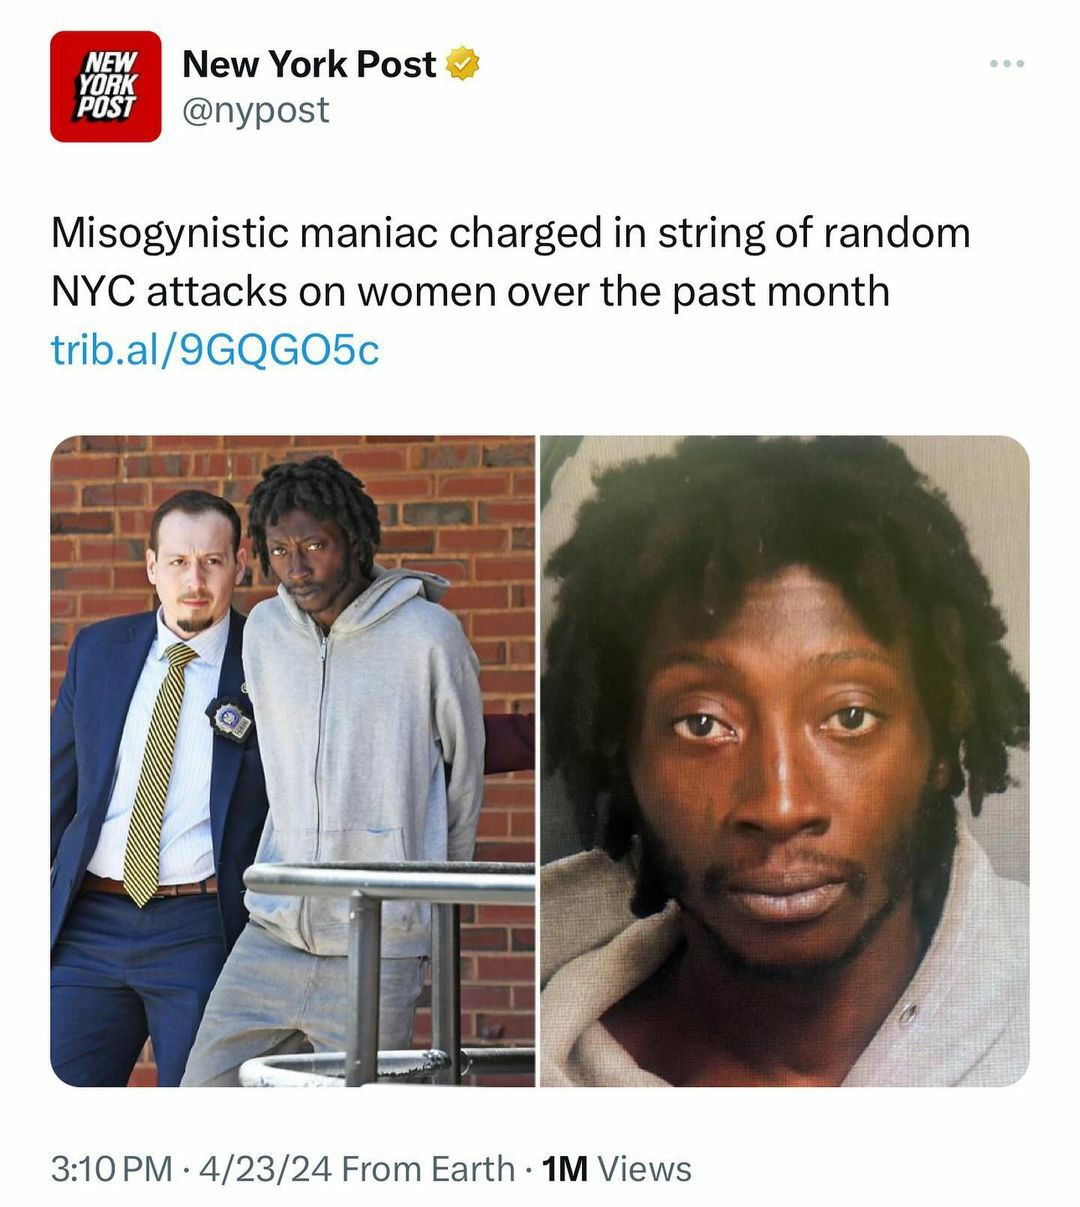 NEW
YORK
POST
New York Post
@nypost
Misogynistic maniac charged in string of random
NYC attacks on women over the past month
trib.al/9GQGO5c
3:10 PM · 4/23/24 From Earth · 1M Views